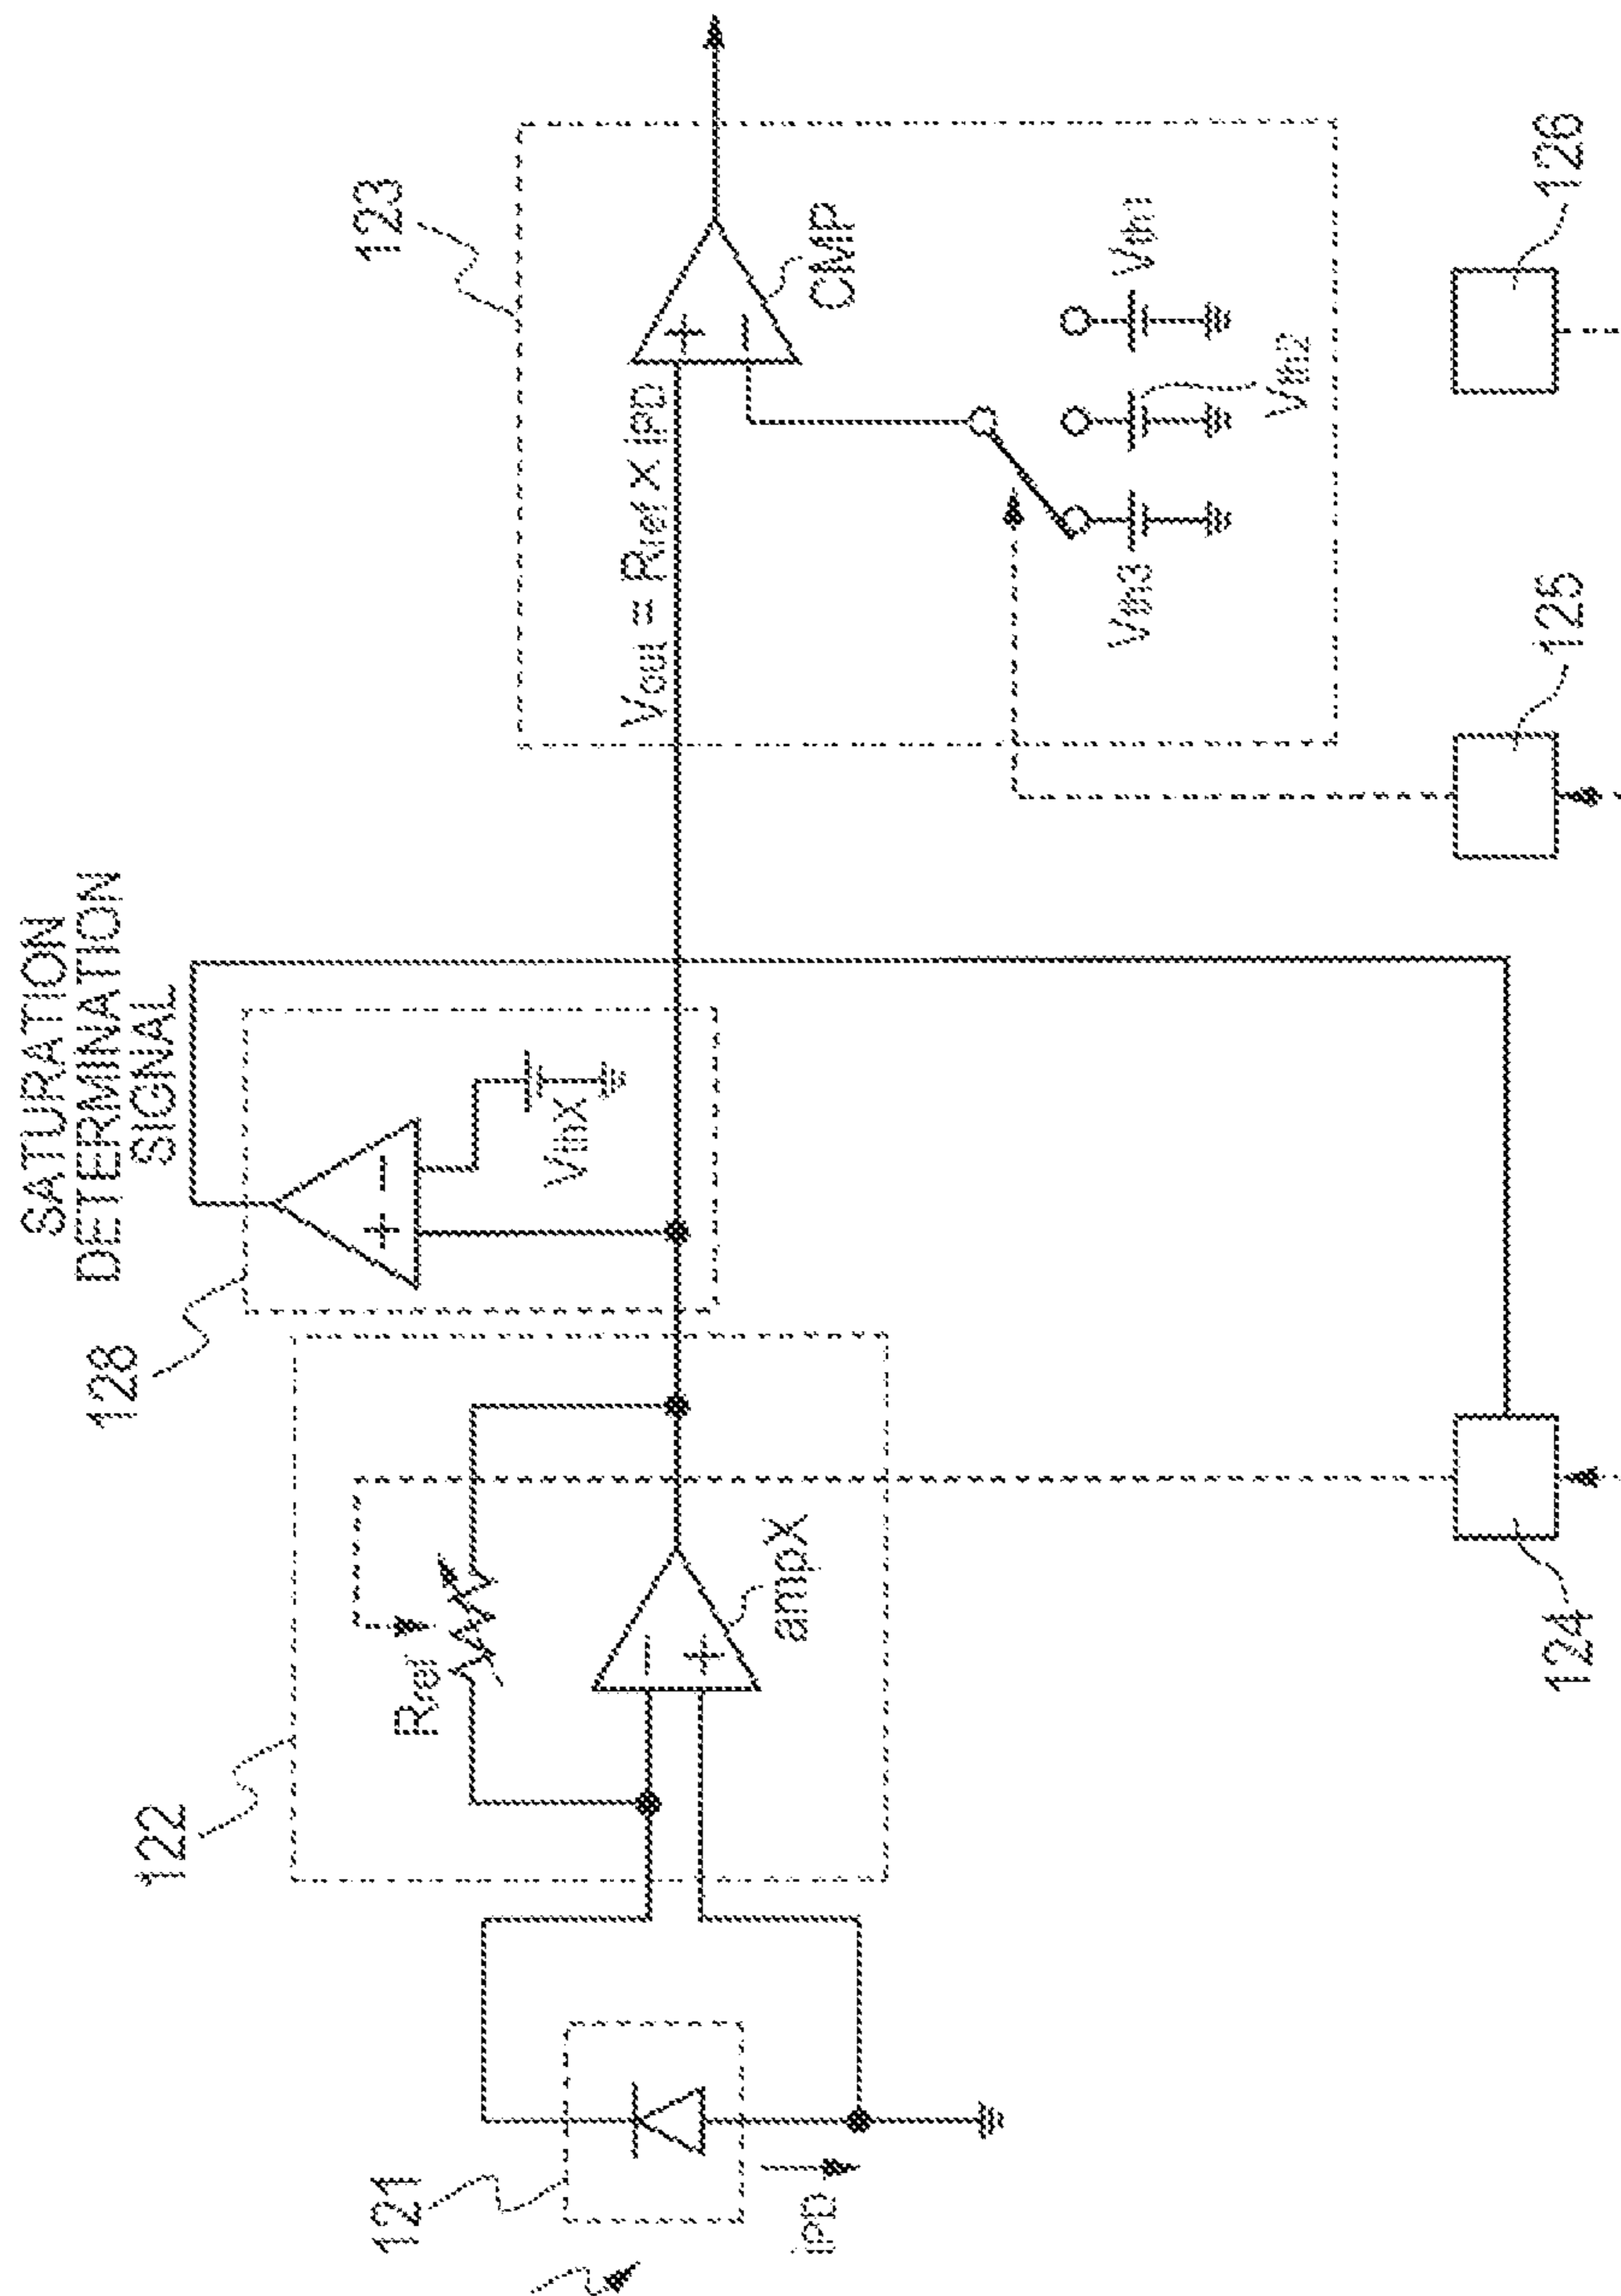 SATURATION
DETERMINATION
SIGNAL
128
122
123
Rref
ampX
VthX
Vout = Rref X iPD
CMP
Vth3
Vth2
Vth1
121
iPD
124
125
126